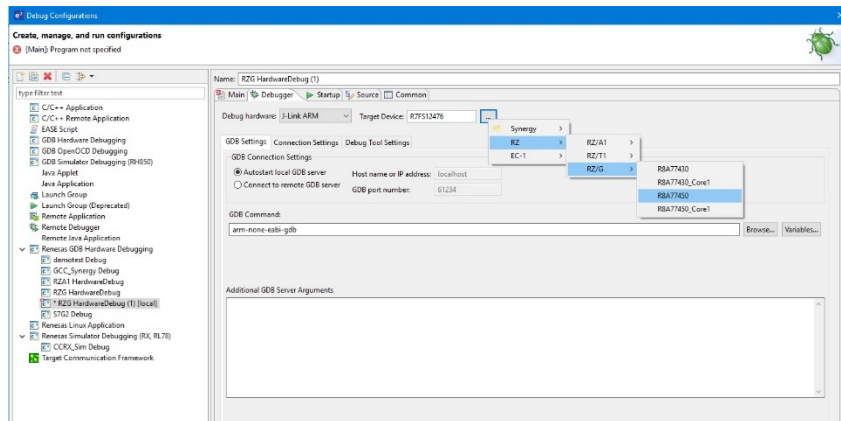 Debug Configurations
Create, manage, and run configurations
[Main]: Program not specified
type filter text
C/C++ Application
C/C++ Remote Application
EASE Script
GDB Hardware Debugging
GDB OpenOCD Debugging
GDB Simulator Debugging (RH850)
Java Applet
Java Application
Launch Group
Launch Group (Deprecated)
Remote Application
Remote Debugger
Remote Java Application
Renesas GDB Hardware Debugging
demotest Debug
GCC_Synergy Debug
RZA1 HardwareDebug
RZG HardwareDebug
* RZG HardwareDebug (1) [local]
S7G2 Debug
Renesas Linux Application
Renesas Simulator Debugging (RX, RL78)
CCRX_Sim Debug
Target Communication Framework
Name: RZG HardwareDebug (1)
Main Debugger Startup Source Common
Debug hardware: J-Link ARM Target Device: R7FS12476 ...
Synergy
RZ
EC-1
RZ/A1
RZ/T1
RZ/G
R8A77430
R8A77430_Core1
R8A77450
R8A77450_Core1
GDB Settings Connection Settings Debug Tool Settings
GDB Connection Settings
Autostart local GDB server Host name or IP address: localhost
Connect to remote GDB server GDB port number: 61234
GDB Command:
arm-none-eabi-gdb Browse... Variables...
Additional GDB Server Arguments